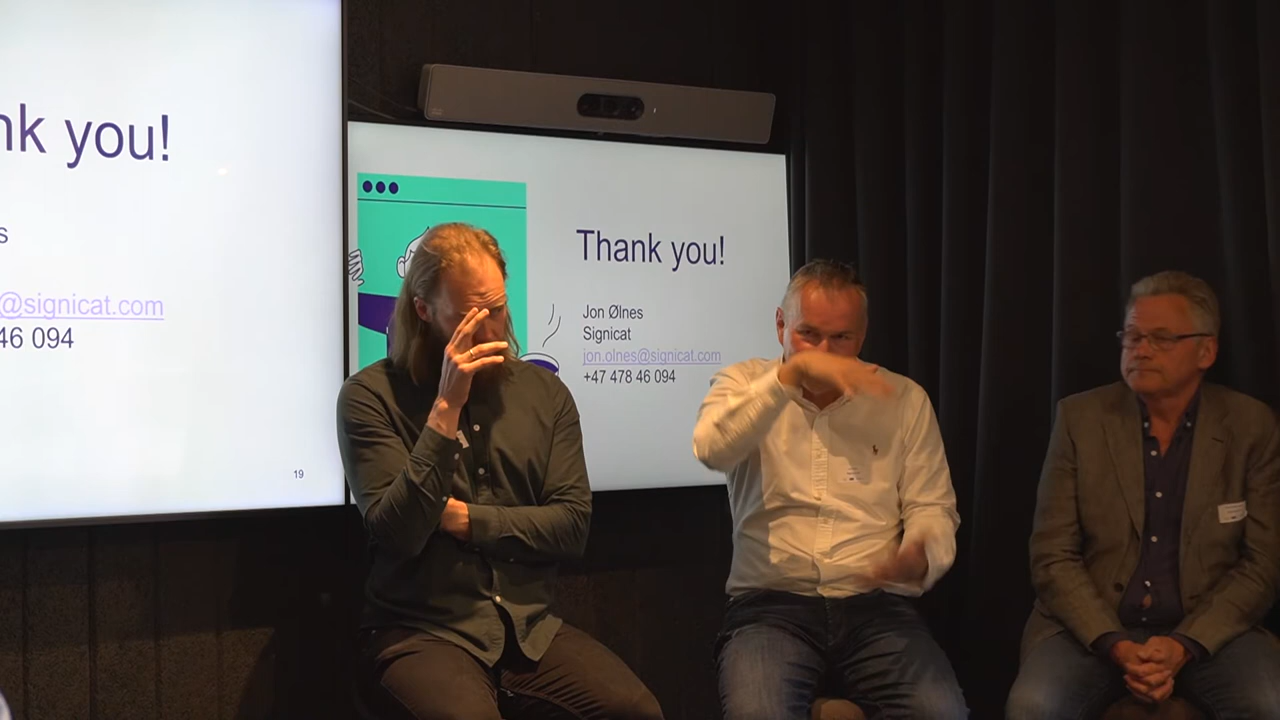 nk you!
s
@signicat.com
46 094
19
Thank you!
Jon Ølnes
Signicat
jon.olnes@signicat.com
+47 478 46 094